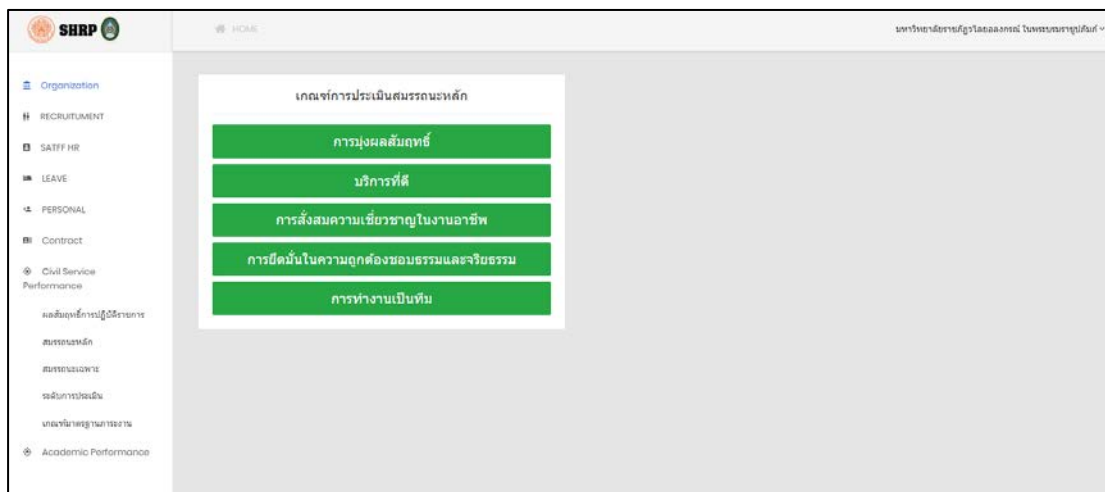 SHRP
HOME
มหาวิทยาลัยราชภัฏวไลยอลงกรณ์ ในพระบรมราชูปถัมภ์
Organization
RECRUITUMENT
SATFF HR
LEAVE
PERSONAL
Contract
Civil Service
Performance
ผลสัมฤทธิ์การปฏิบัติราชการ
สมรรถนะหลัก
สมรรถนะเฉพาะ
ระดับการประเมิน
เกณฑ์มาตรฐานภาระงาน
Academic Performance
เกณฑ์การประเมินสมรรถนะหลัก
การมุ่งผลสัมฤทธิ์
บริการที่ดี
การสั่งสมความเชี่ยวชาญในงานอาชีพ
การยึดมั่นในความถูกต้องชอบธรรมและจริยธรรม
การทำงานเป็นทีม